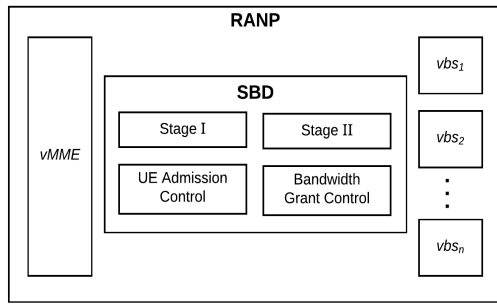 RANP
vMME
SBD
Stage I
Stage II
UE Admission
Control
Bandwidth
Grant Control
vbs1
vbs2
vbsn